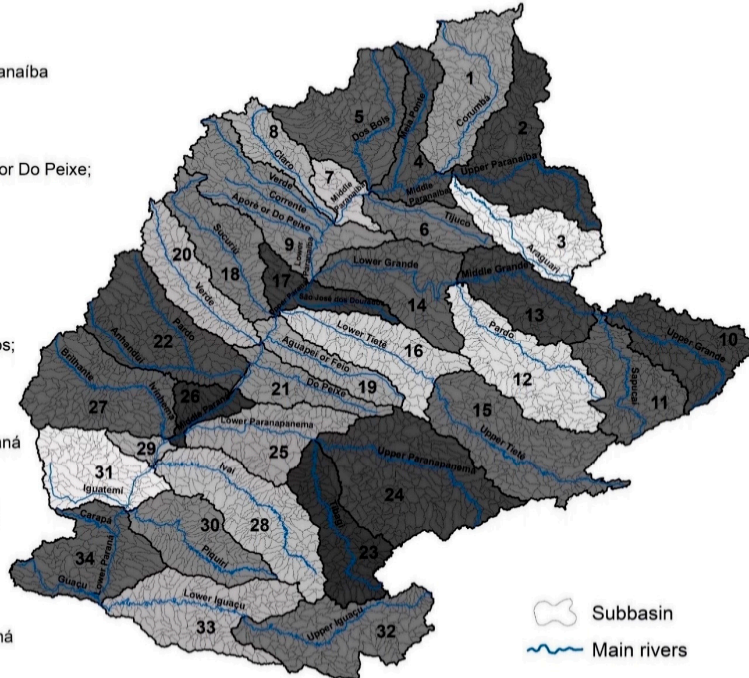 anaíba
or Do Peixe;
os;
ná
ná
1
Corumbá
2
Upper Paranaíba
3
Araguari
4
Meia Ponte
Middle Paranaíba
5
Dos Bois
6
Tijuco
7
Middle Paranaíba
8
Claro
Verde
Corrente
Aporé or Do Peixe
9
Lower
10
Upper Grande
11
Sapucaí
12
Pardo
13
Middle Grande
14
Lower Grande
São José dos Dourados
15
Upper Tietê
16
Lower Tietê
17
18
Sucuriú
19
Aguapeí or Feio
20
Verde
21
Do Peixe
22
Pardo
Anhanduí
23
Tibagi
24
Upper Paranapanema
25
Lower Paranapanema
26
27
Brilhante
Ivinhema
28
Ivaí
29
30
Piquiri
31
Iguatemi
32
Upper Iguaçu
33
Lower Iguaçu
34
Carapá
Guaçu
Lower Paraná
Subbasin
Main rivers